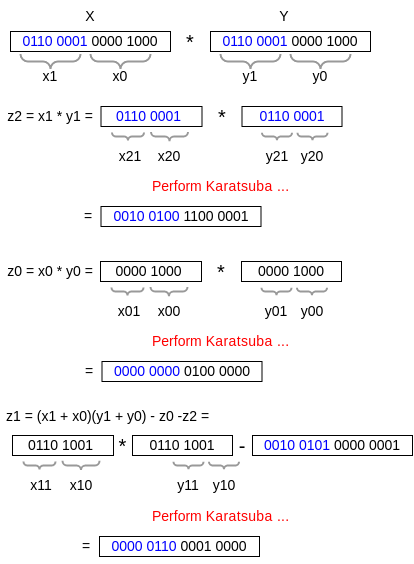 X Y
0110 0001 0000 1000 * 0110 0001 0000 1000
x1 x0 y1 y0
z2 = x1 * y1 = 0110 0001 * 0110 0001
x21 x20 y21 y20
Perform Karatsuba ...
= 0010 0100 1100 0001
z0 = x0 * y0 = 0000 1000 * 0000 1000
x01 x00 y01 y00
Perform Karatsuba ...
= 0000 0000 0100 0000
z1 = (x1 + x0)(y1 + y0) - z0 -z2 =
0110 1001 * 0110 1001 - 0010 0101 0000 0001
x11 x10 y11 y10
Perform Karatsuba ...
= 0000 0110 0001 0000